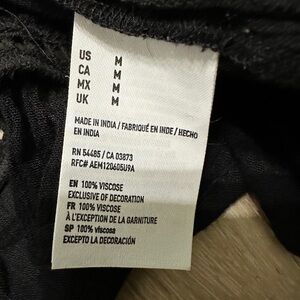 US M
CA M
MX M
UK M
MADE IN INDIA / FABRIQUÉ EN INDE / HECHO
EN INDIA
RN 54485 / CA 03873
RFC# AEM120605U9A
EN 100% VISCOSE
EXCLUSIVE OF DECORATION
FR 100% VISCOSE
À L'EXCEPTION DE LA GARNITURE
SP 100% viscosa
EXCEPTO LA DECORACIÓN